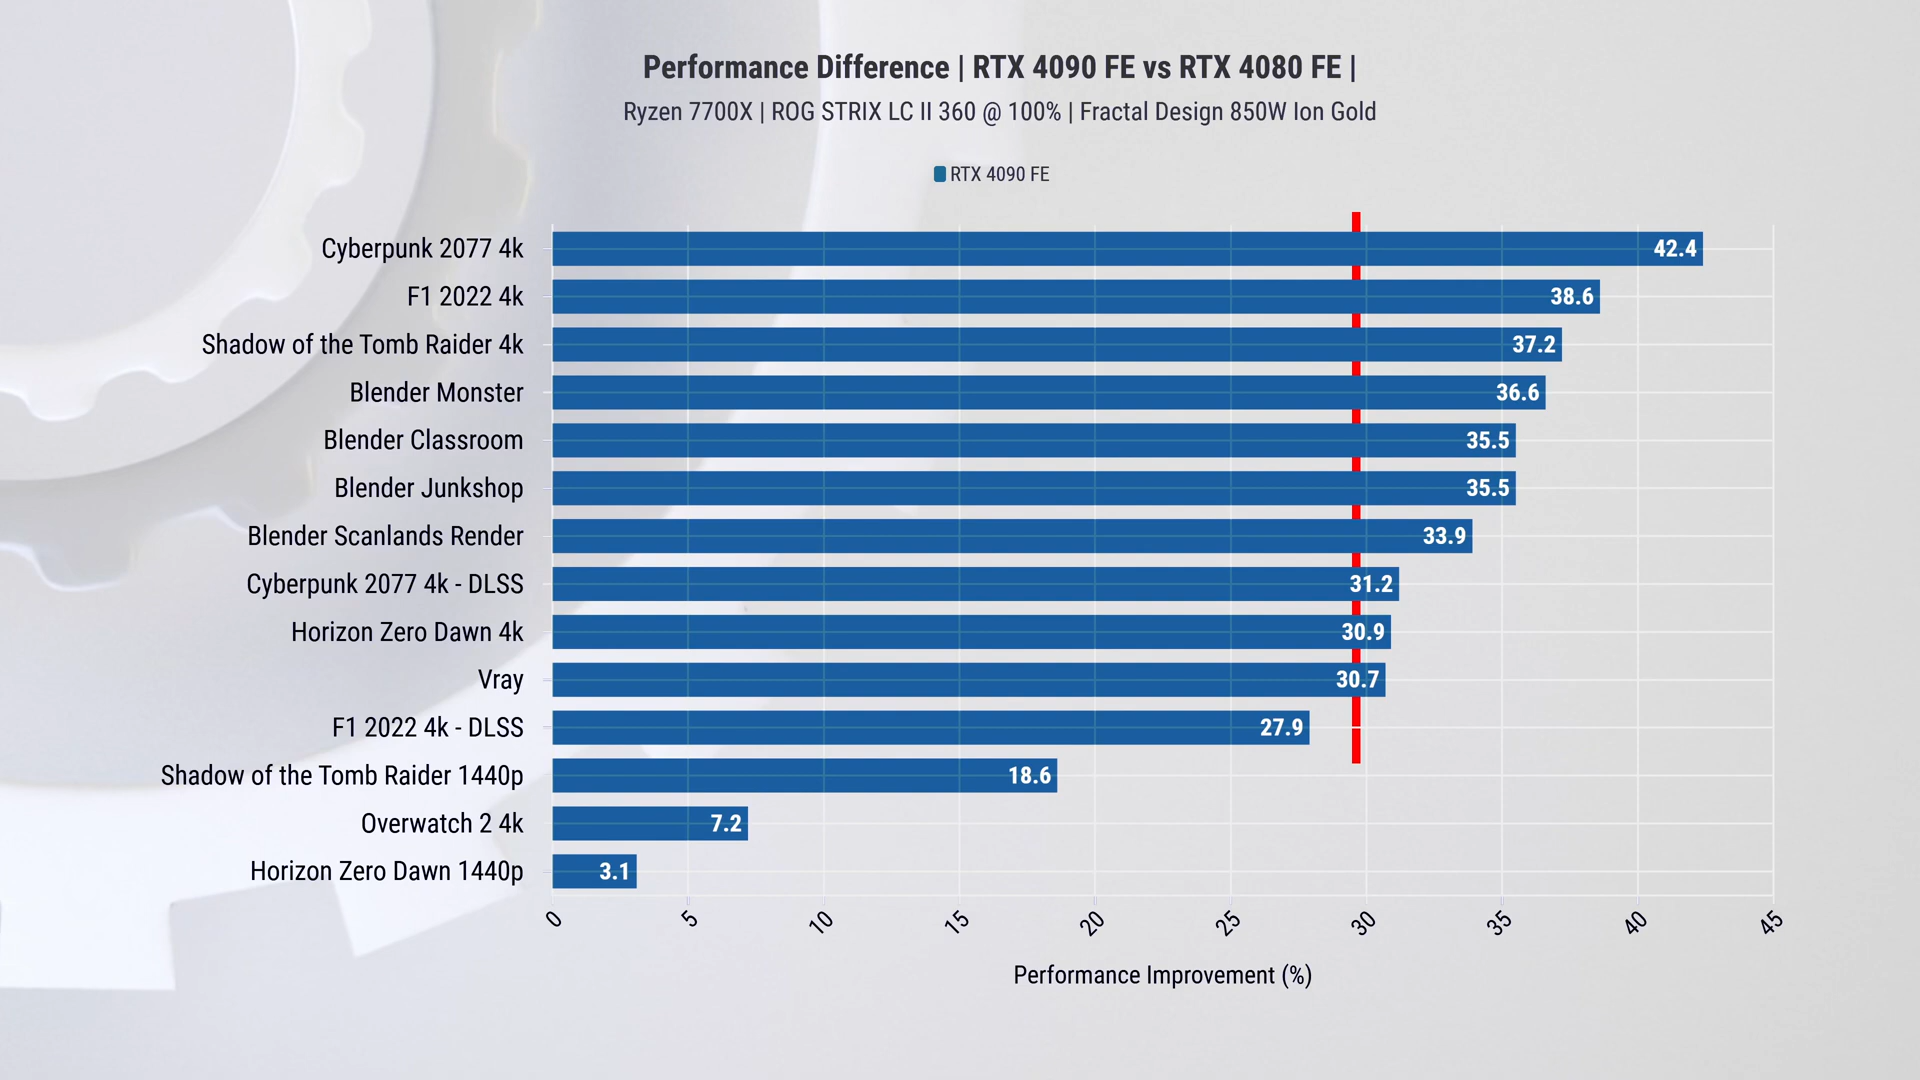 Performance Difference | RTX 4090 FE vs RTX 4080 FE |
Ryzen 7700X | ROG STRIX LC II 360 @ 100% | Fractal Design 850W Ion Gold
RTX 4090 FE
Cyberpunk 2077 4k 42.4
F1 2022 4k 38.6
Shadow of the Tomb Raider 4k 37.2
Blender Monster 36.6
Blender Classroom 35.5
Blender Junkshop 35.5
Blender Scanlands Render 33.9
Cyberpunk 2077 4k - DLSS 31.2
Horizon Zero Dawn 4k 30.9
Vray 30.7
F1 2022 4k - DLSS 27.9
Shadow of the Tomb Raider 1440p 18.6
Overwatch 2 4k 7.2
Horizon Zero Dawn 1440p 3.1
0 5 10 15 20 25 30 35 40 45
Performance Improvement (%)